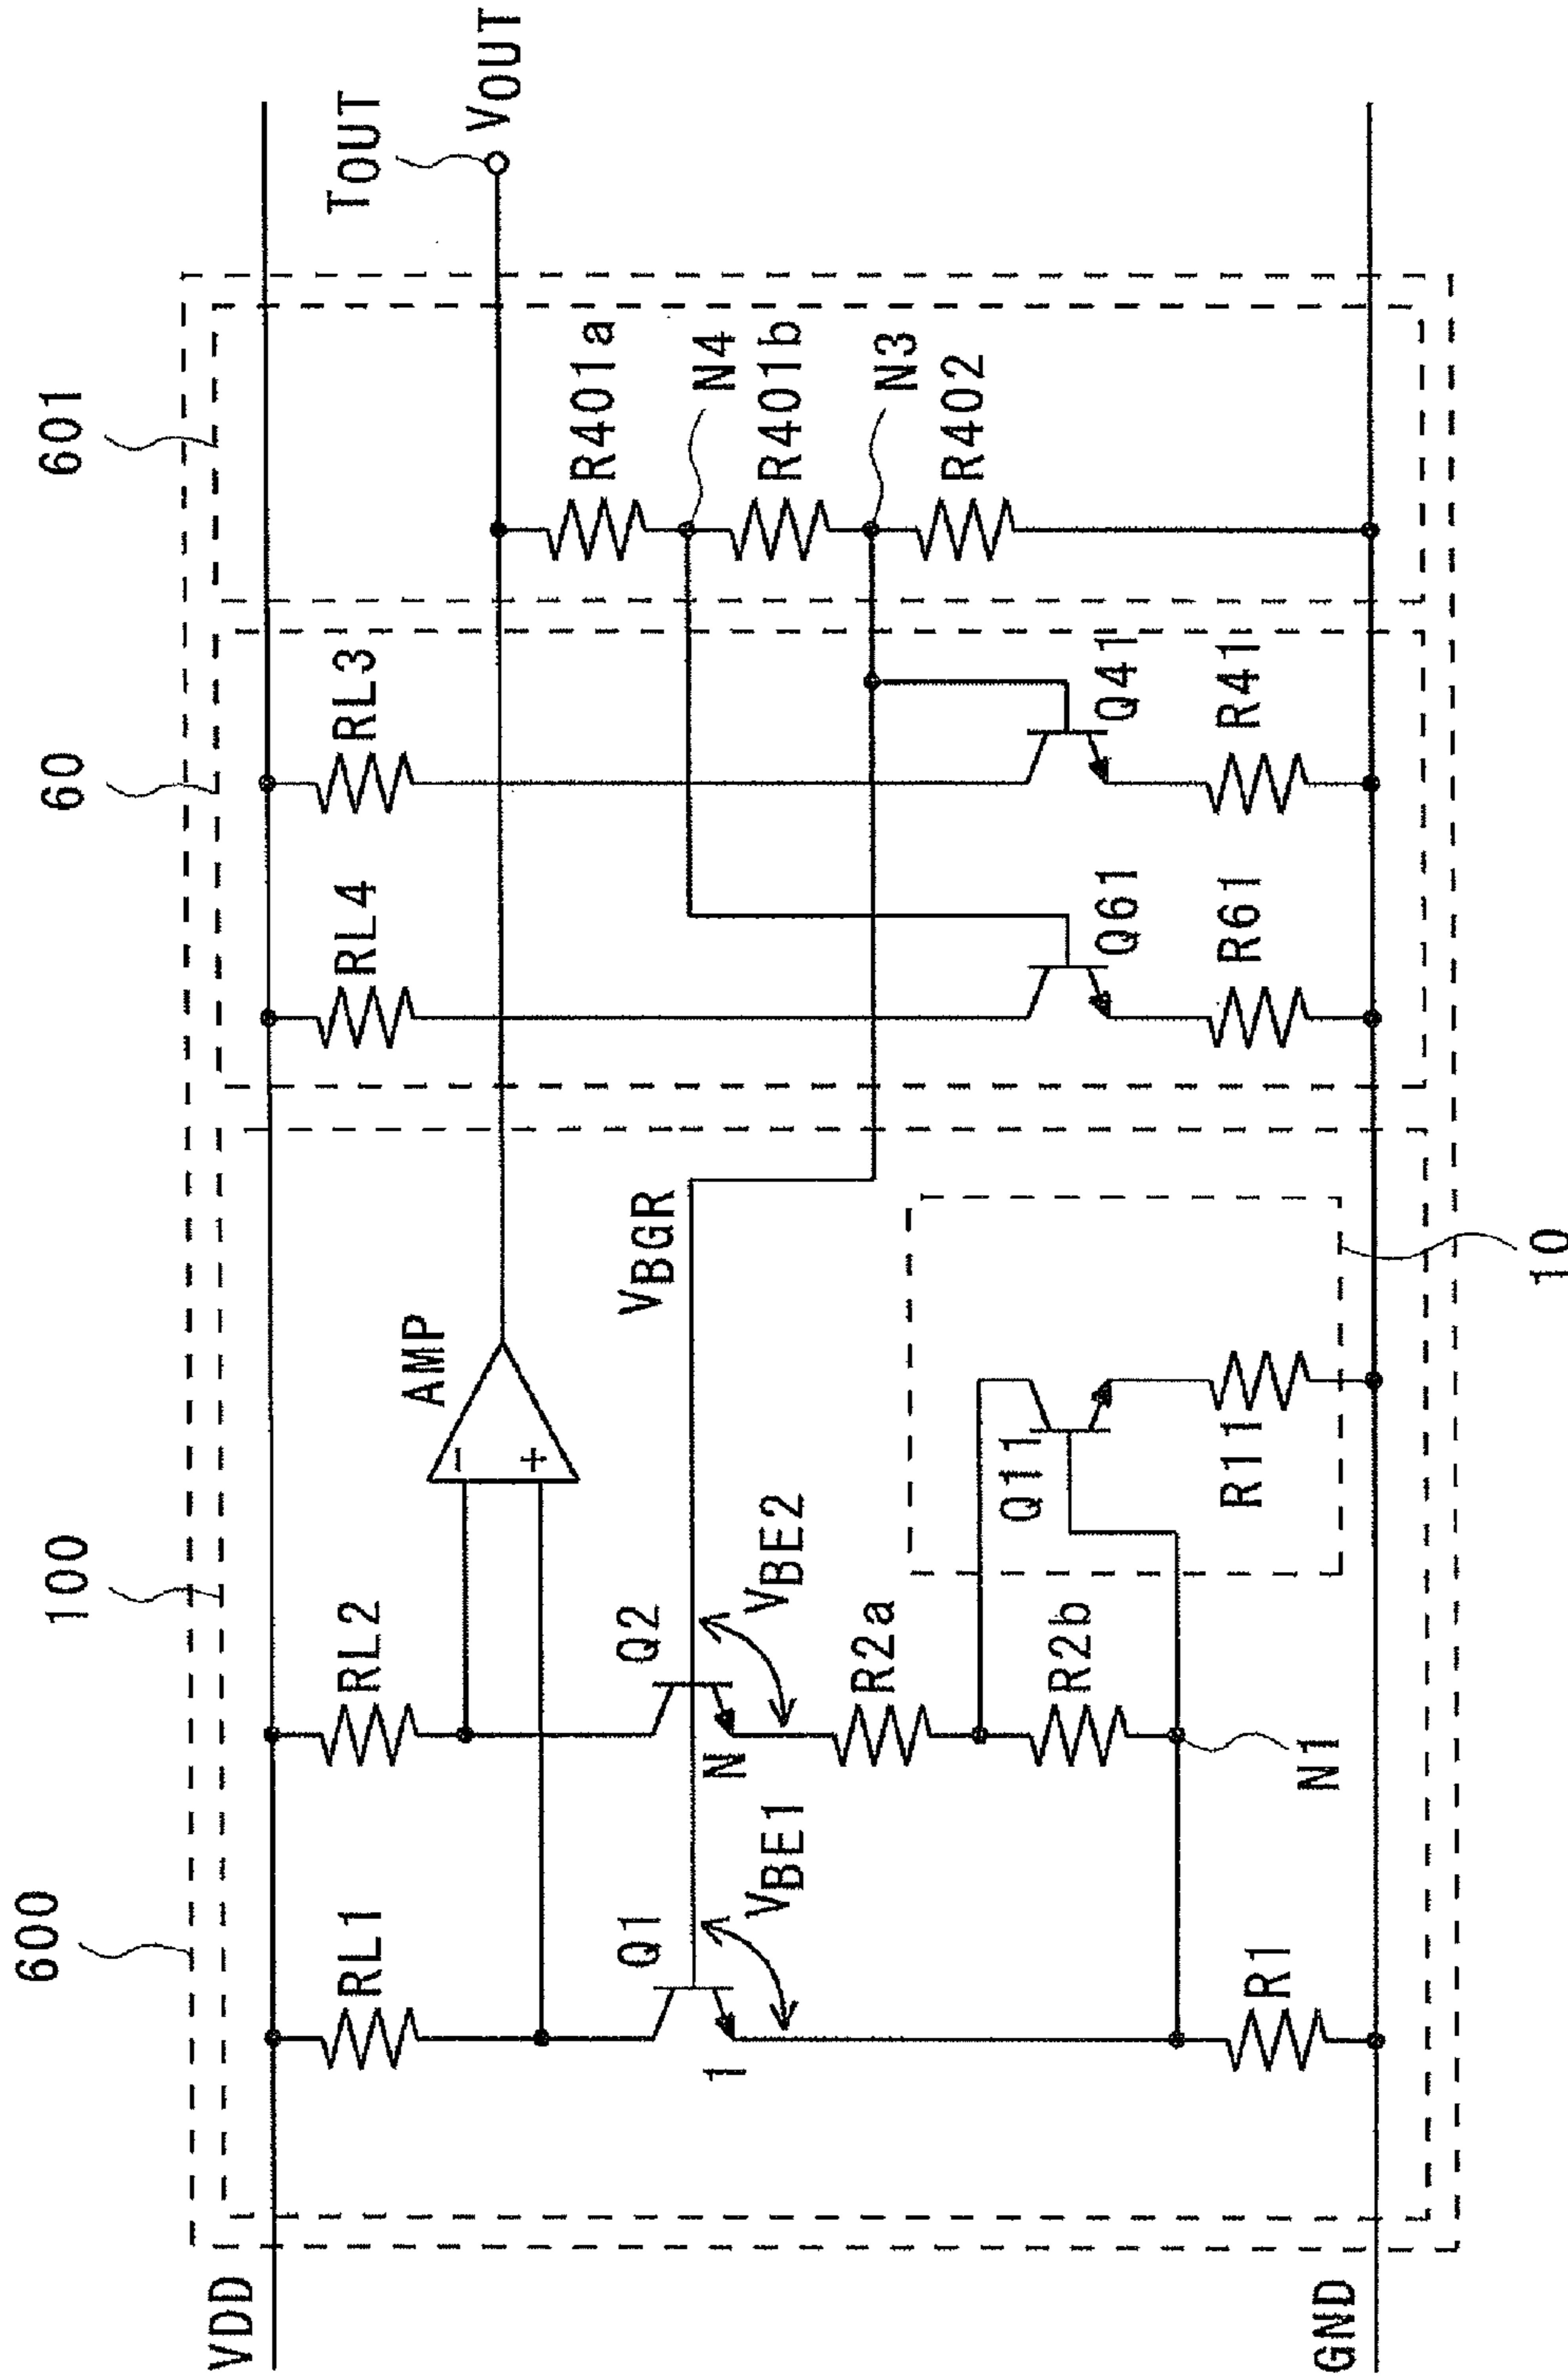 600
100
60
601
VDD
RL1
RL2
RL4
RL3
TOUT
VOUT
AMP
−
+
R401a
N4
R401b
N3
R402
Q1
Q2
VBGR
1
N
VBE1
VBE2
R2a
R2b
Q11
Q61
Q41
R1
N1
R11
R61
R41
GND
10